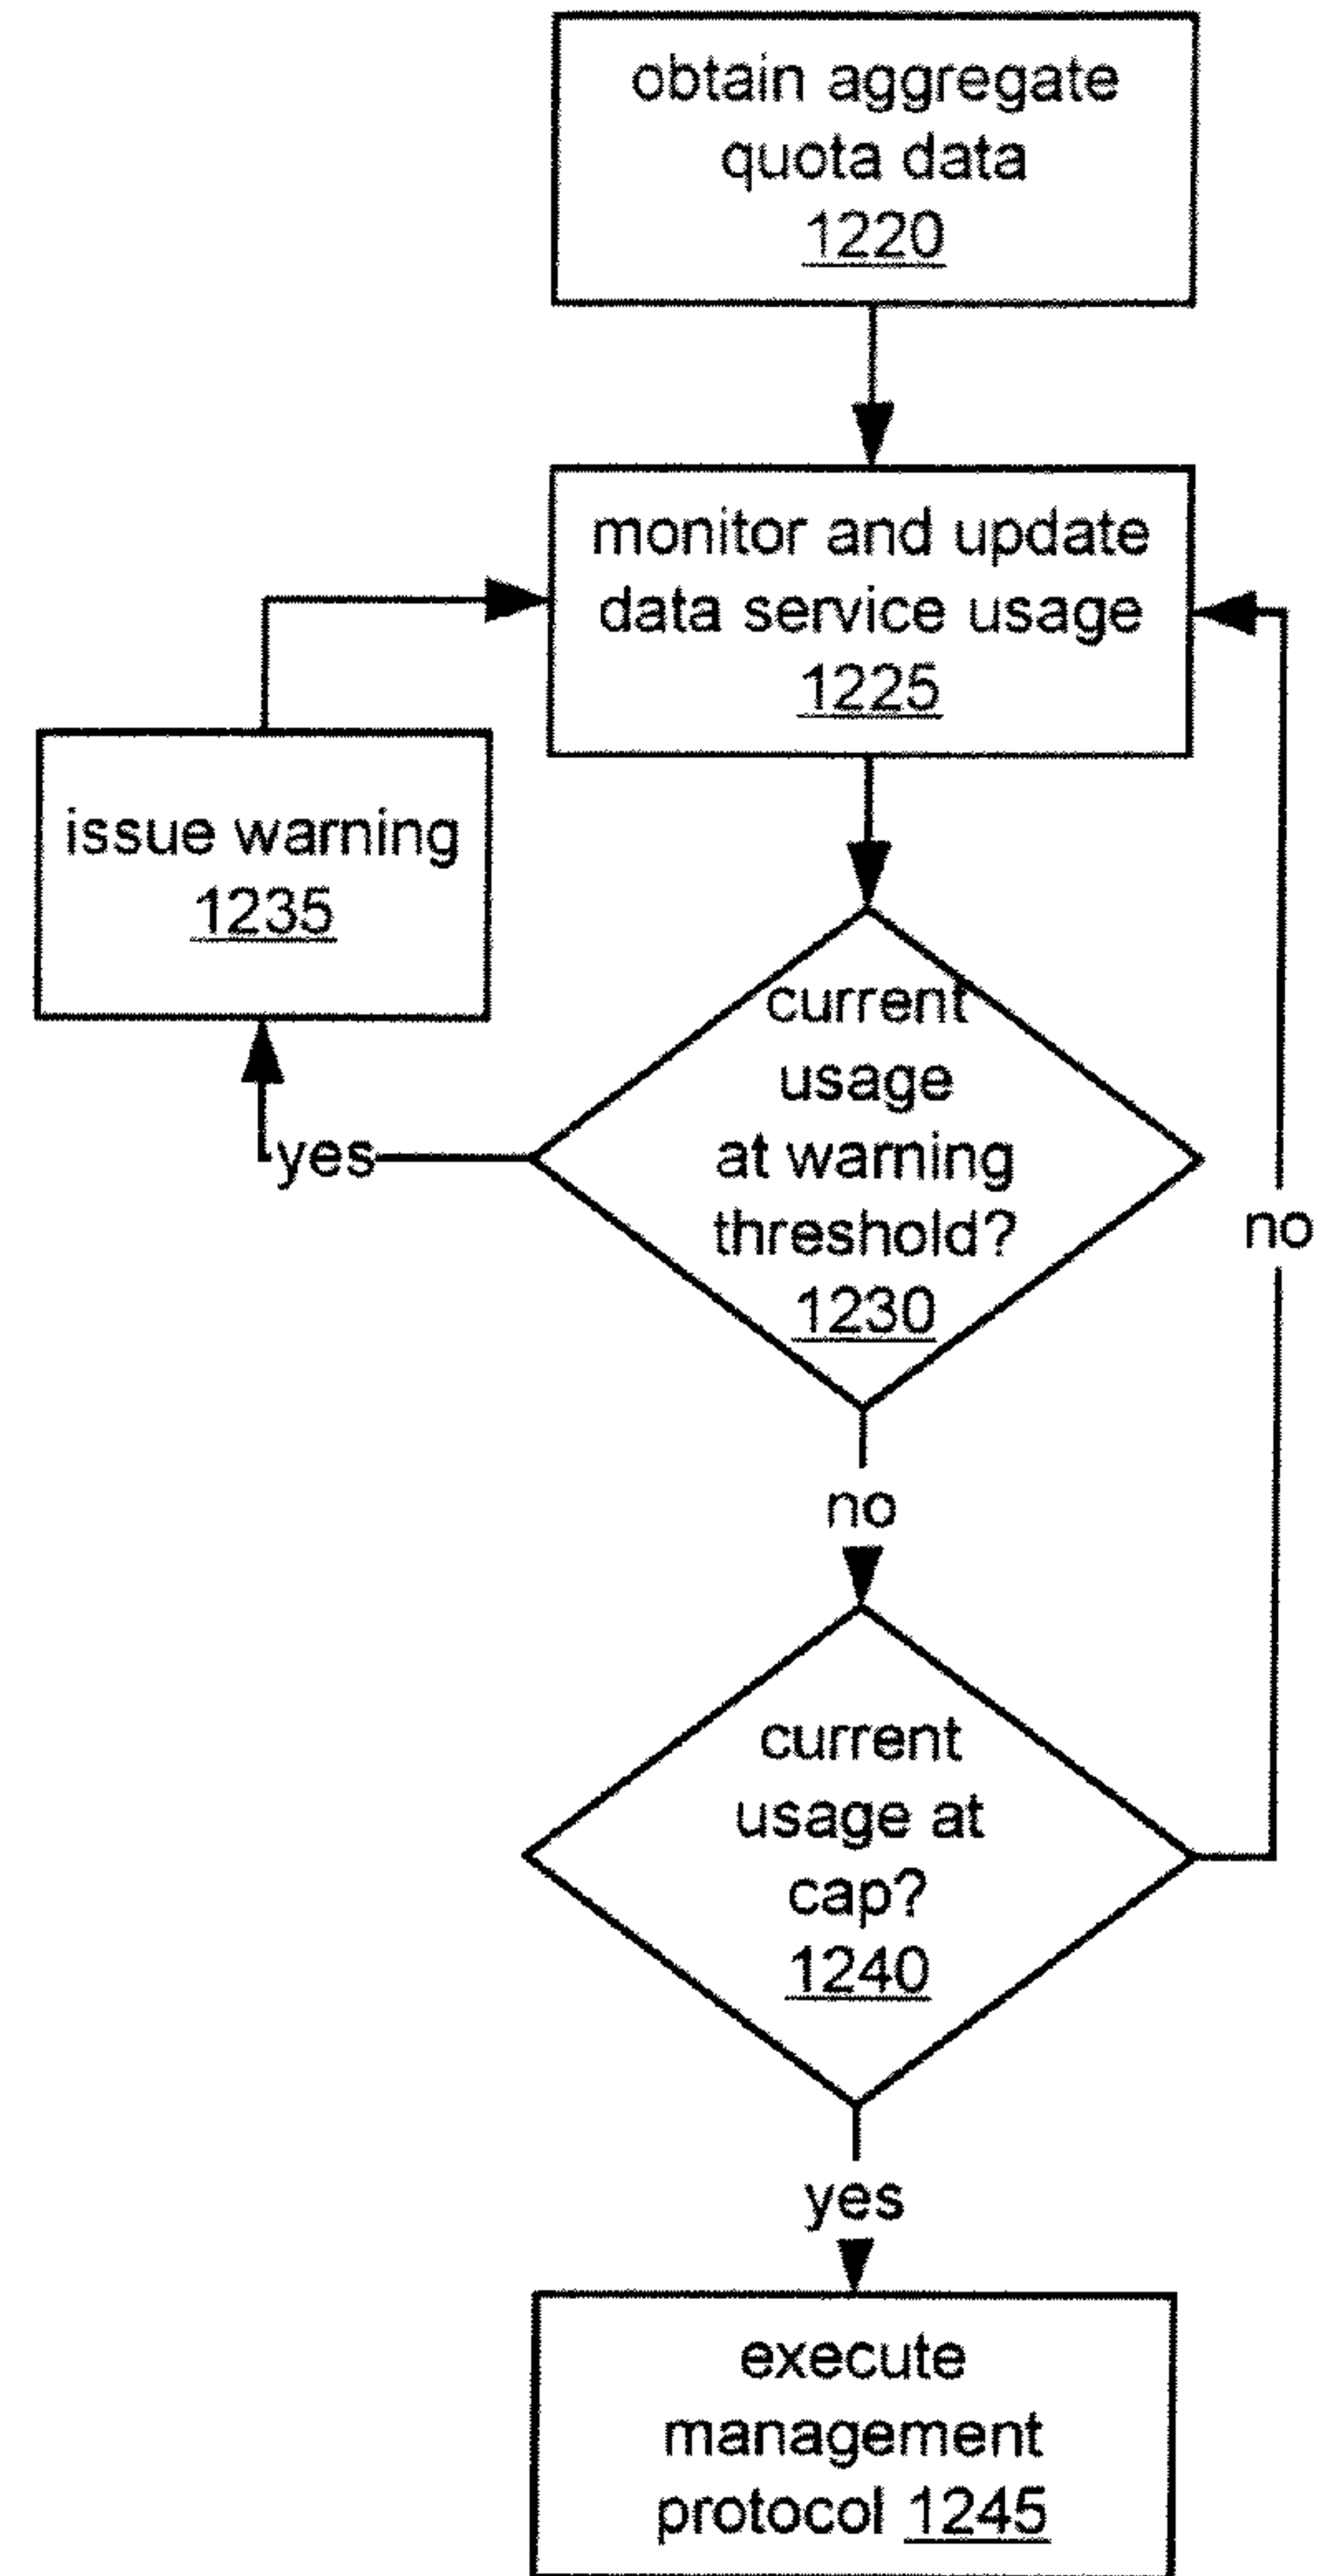 obtain aggregate
quota data
1220
monitor and update
data service usage
1225
issue warning
1235
current
usage
at warning
threshold?
1230
yes
no
no
current
usage at
cap?
1240
yes
execute
management
protocol 1245